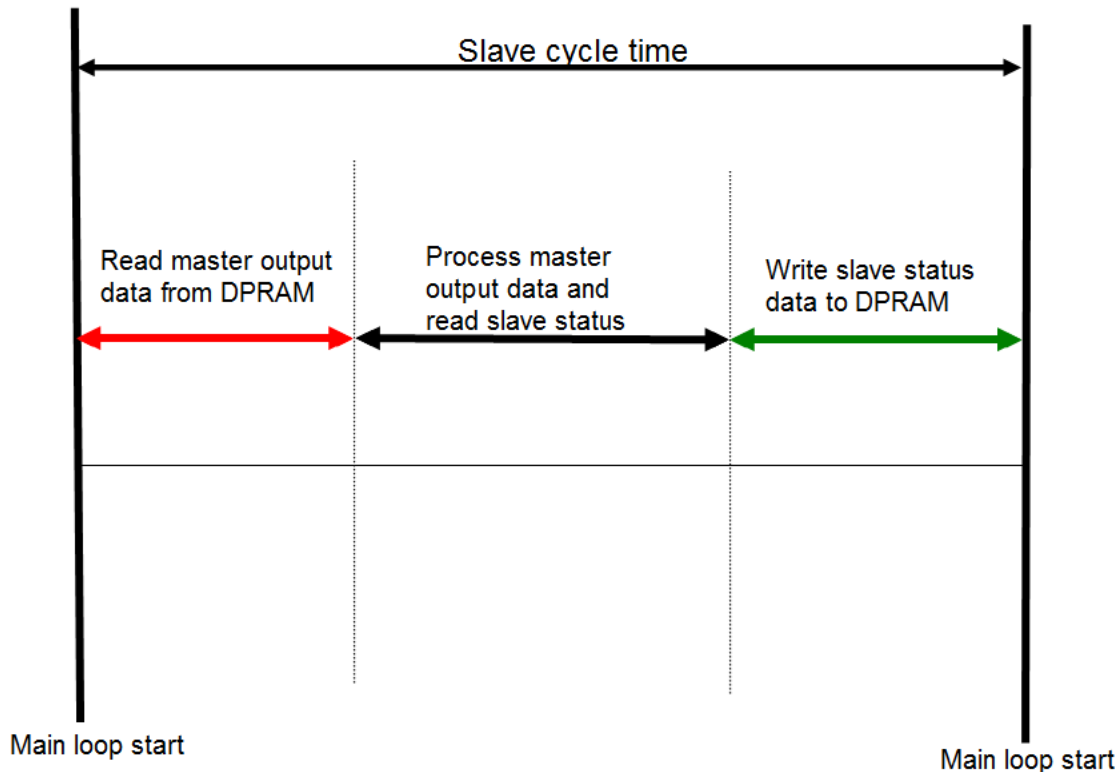 Slave cycle time
Read master output
data from DPRAM
Process master
output data and
read slave status
Write slave status
data to DPRAM
Main loop start
Main loop start